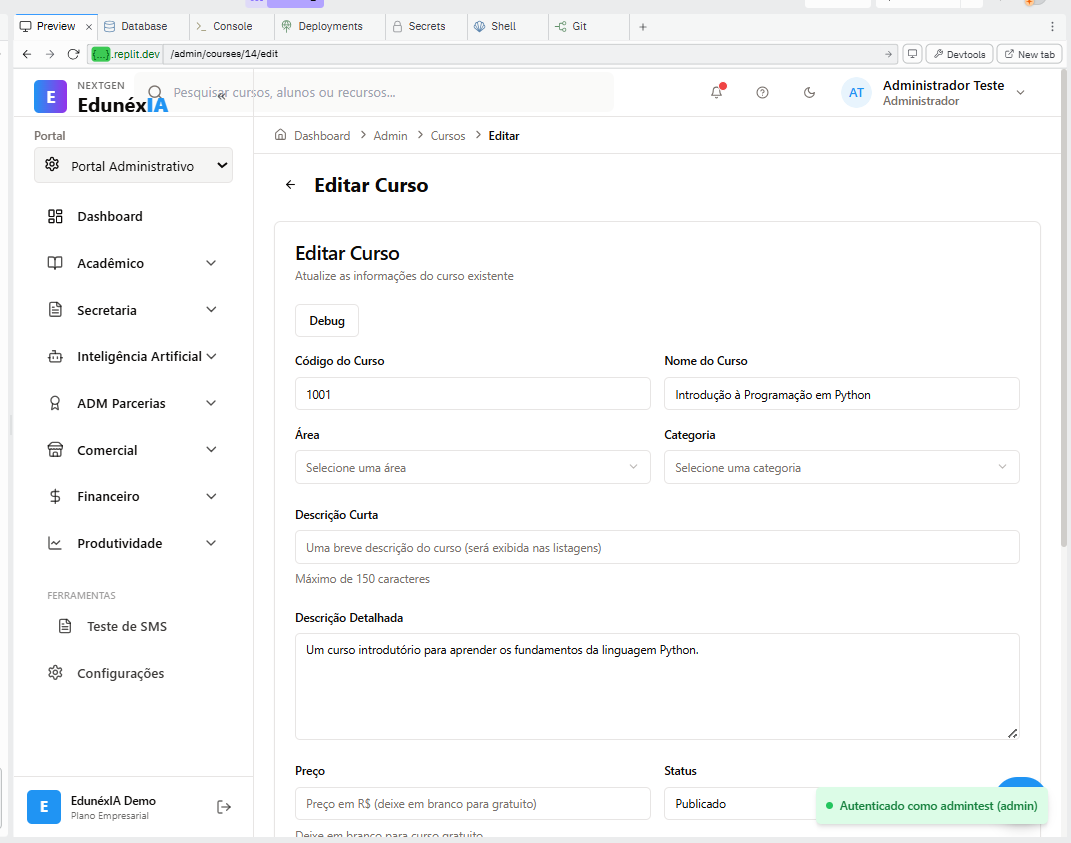 Preview
Database
Console
Deployments
Secrets
Shell
Git
{...}.replit.dev /admin/courses/14/edit
Devtools
New tab
E
NEXTGEN
EdunéxIA
Pesquisar cursos, alunos ou recursos...
AT
Administrador Teste
Administrador
Portal
Portal Administrativo
Dashboard
Acadêmico
Secretaria
Inteligência Artificial
ADM Parcerias
Comercial
Financeiro
Produtividade
FERRAMENTAS
Teste de SMS
Configurações
E
EdunéxIA Demo
Plano Empresarial
Dashboard > Admin > Cursos > Editar
Editar Curso
Editar Curso
Atualize as informações do curso existente
Debug
Código do Curso
1001
Nome do Curso
Introdução à Programação em Python
Área
Selecione uma área
Categoria
Selecione uma categoria
Descrição Curta
Uma breve descrição do curso (será exibida nas listagens)
Máximo de 150 caracteres
Descrição Detalhada
Um curso introdutório para aprender os fundamentos da linguagem Python.
Preço
Preço em R$ (deixe em branco para gratuito)
Deixe em branco para curso gratuito
Status
Publicado
Autenticado como admintest (admin)